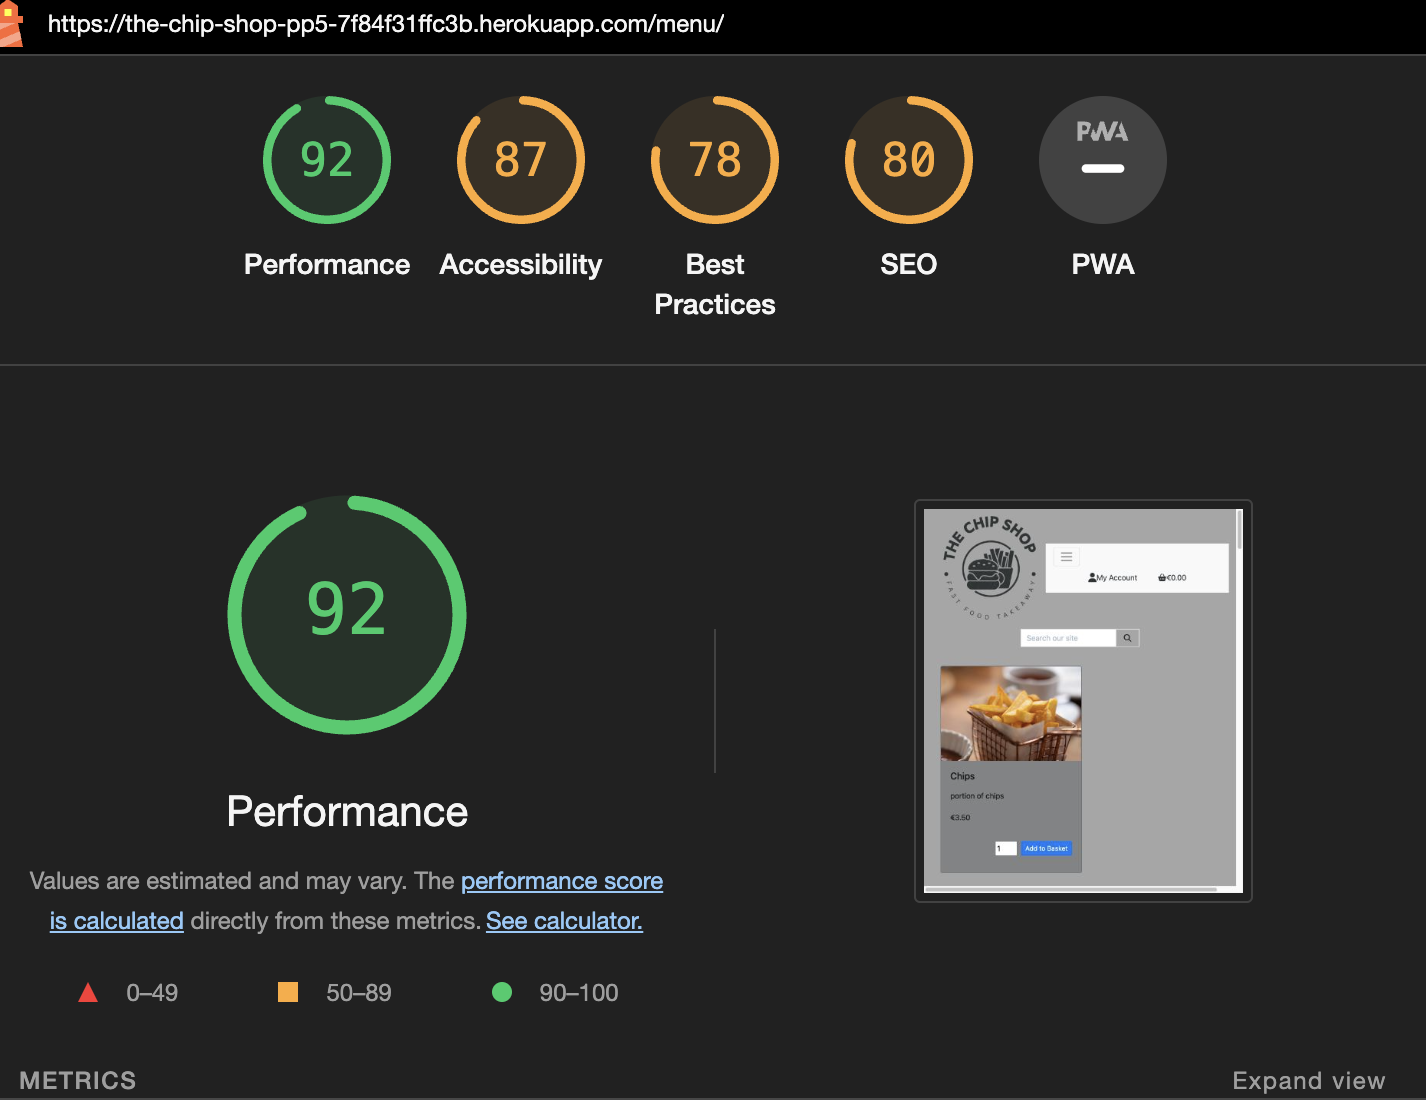 https://the-chip-shop-pp5-7f84f31ffc3b.herokuapp.com/menu/
92
87
78
80
PWA
Performance
Accessibility
Best
Practices
SEO
PWA
92
Performance
Values are estimated and may vary. The performance score
is calculated directly from these metrics. See calculator.
0–49
50–89
90–100
THE CHIP SHOP
FAST FOOD TAKEAWAY
My Account
€0.00
Search our site
Chips
portion of chips
€3.50
1
Add to Basket
METRICS
Expand view